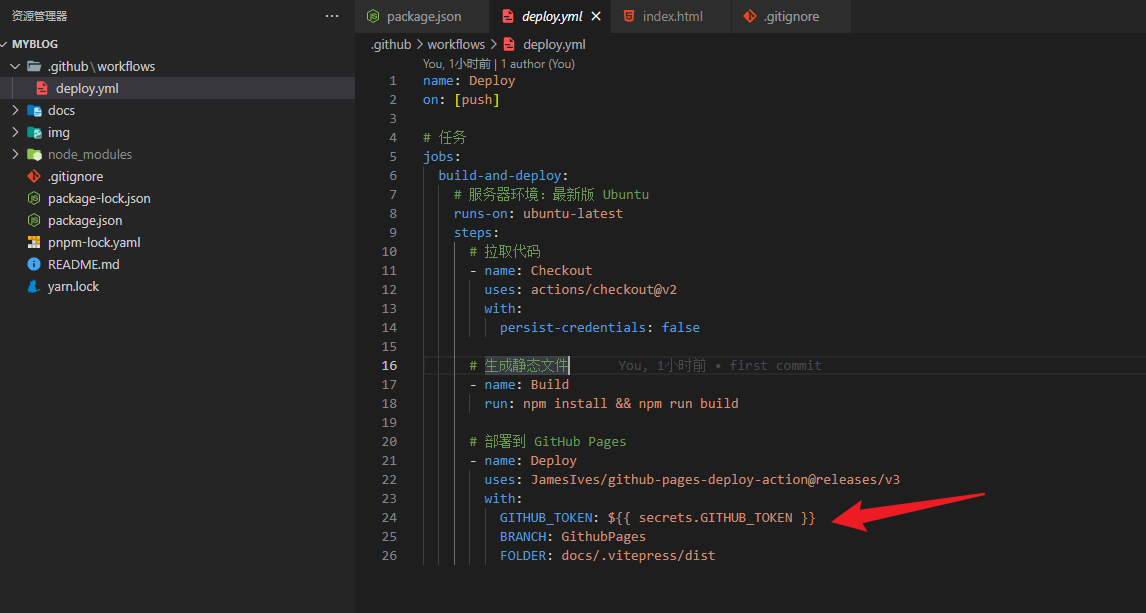 资源管理器
···
MYBLOG
.github\workflows
deploy.yml
docs
img
node_modules
.gitignore
package-lock.json
package.json
pnpm-lock.yaml
README.md
yarn.lock
package.json
deploy.yml
index.html
.gitignore
.github > workflows > deploy.yml
You, 1小时前 | 1 author (You)
1 name: Deploy
2 on: [push]
3
4 # 任务
5 jobs:
6 build-and-deploy:
7 # 服务器环境：最新版 Ubuntu
8 runs-on: ubuntu-latest
9 steps:
10 # 拉取代码
11 - name: Checkout
12 uses: actions/checkout@v2
13 with:
14 persist-credentials: false
15
16 # 生成静态文件 You, 1小时前 • first commit
17 - name: Build
18 run: npm install && npm run build
19
20 # 部署到 GitHub Pages
21 - name: Deploy
22 uses: JamesIves/github-pages-deploy-action@releases/v3
23 with:
24 GITHUB_TOKEN: ${{ secrets.GITHUB_TOKEN }}
25 BRANCH: GithubPages
26 FOLDER: docs/.vitepress/dist